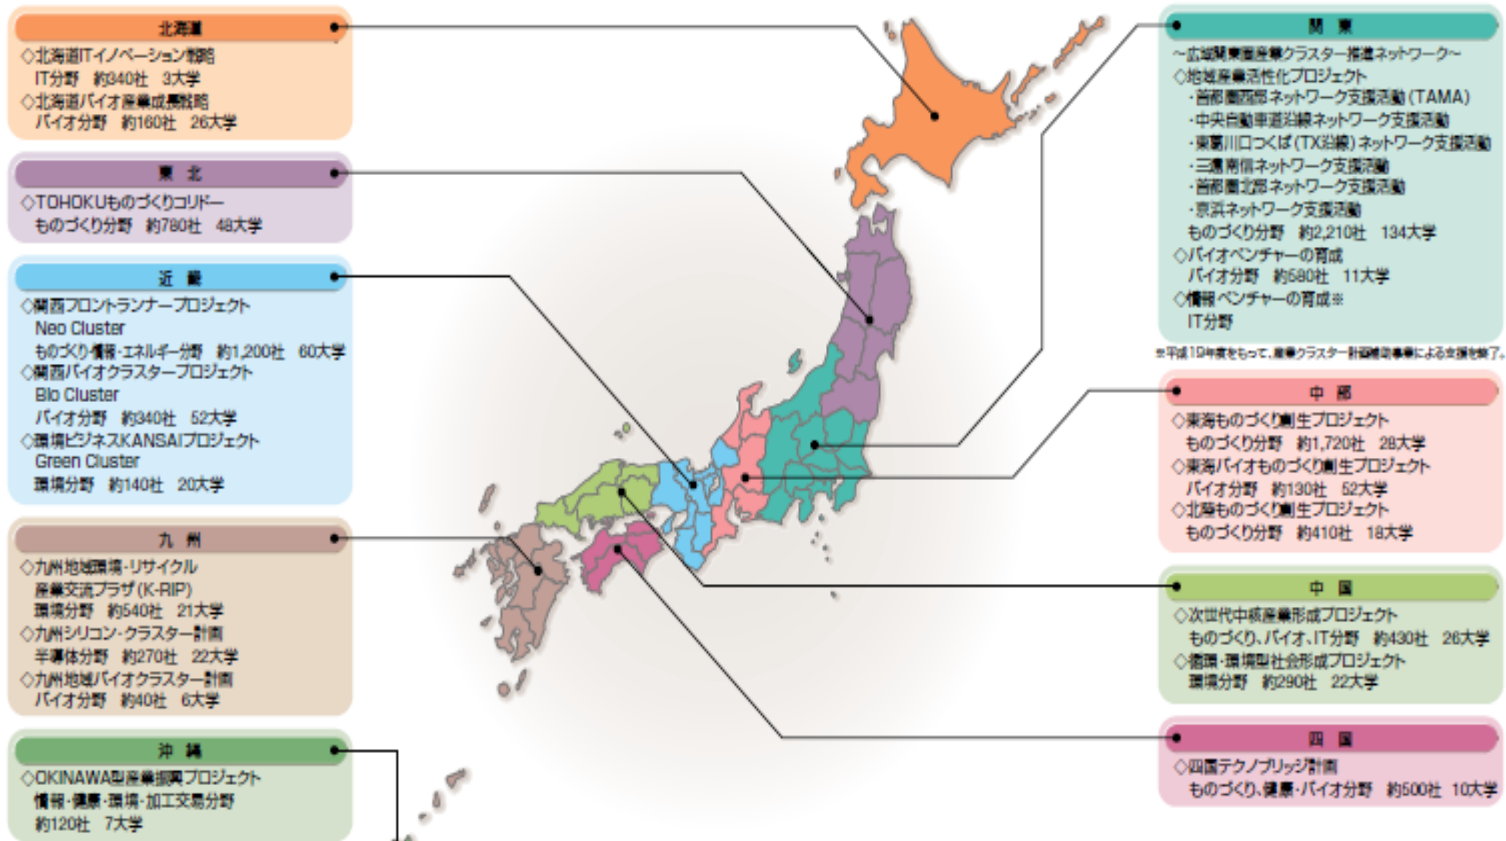 北海道
◇北海道ITイノベーション戦略
IT分野 約340社 3大学
◇北海道バイオ産業成長戦略
バイオ分野 約160社 26大学
東北
◇TOHOKUものづくりコリドー
ものづくり分野 約780社 48大学
近畿
◇関西フロントランナープロジェクト
Neo Cluster
ものづくり・情報・エネルギー分野 約1,200社 60大学
◇関西バイオクラスタープロジェクト
Bio Cluster
バイオ分野 約340社 52大学
◇環境ビジネスKANSAIプロジェクト
Green Cluster
環境分野 約140社 20大学
九州
◇九州地域環境・リサイクル
産業交流プラザ(K-RIP)
環境分野 約540社 21大学
◇九州シリコン・クラスター計画
半導体分野 約270社 22大学
◇九州地域バイオクラスター計画
バイオ分野 約40社 6大学
沖縄
◇OKINAWA型産業振興プロジェクト
情報・健康・環境・加工交易分野
約120社 7大学
関東
〜広域関東圏産業クラスター推進ネットワーク〜
◇地域産業活性化プロジェクト
・首都圏西部ネットワーク支援活動(TAMA)
・中央自動車道沿線ネットワーク支援活動
・東葛川口つくば(TX沿線)ネットワーク支援活動
・三遠南信ネットワーク支援活動
・首都圏北部ネットワーク支援活動
・京浜ネットワーク支援活動
ものづくり分野 約2,210社 134大学
◇バイオベンチャーの育成
バイオ分野 約580社 11大学
◇情報ベンチャーの育成※
IT分野
※平成19年度をもって、産業クラスター計画補助事業による支援を終了。
中部
◇東海ものづくり創生プロジェクト
ものづくり分野 約1,720社 28大学
◇東海バイオものづくり創生プロジェクト
バイオ分野 約130社 52大学
◇北陸ものづくり創生プロジェクト
ものづくり分野 約410社 18大学
中国
◇次世代中核産業形成プロジェクト
ものづくり、バイオ、IT分野 約430社 26大学
◇循環・環境型社会形成プロジェクト
環境分野 約290社 22大学
四国
◇四国テクノブリッジ計画
ものづくり、健康・バイオ分野 約500社 10大学